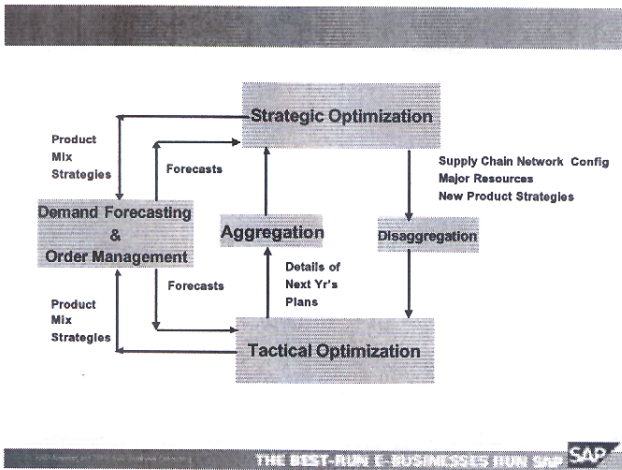 Strategic Optimization
Product
Mix
Strategies
Forecasts
Supply Chain Network Config
Major Resources
New Product Strategies
Demand Forecasting
&
Order Management
Aggregation
Disaggregation
Details of
Next Yr's
Plans
Forecasts
Product
Mix
Strategies
Tactical Optimization
THE BEST-RUN E-BUSINESSES RUN SAP
SAP